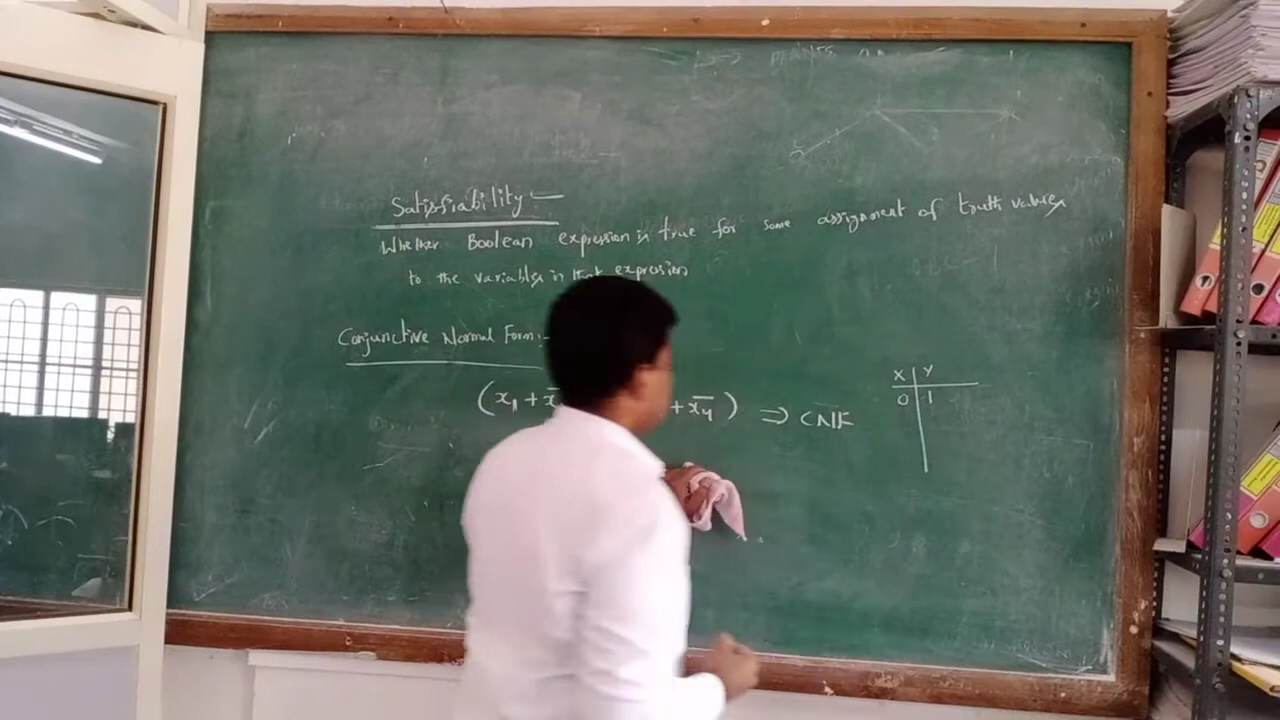 Satisfiability :-
Whether Boolean expression is true for some assignment of truth values
to the variables in that expression
Conjunctive Normal Form :-
(x₁ + x̅ + x̅₄) ⇒ CNF
X Y
0 1